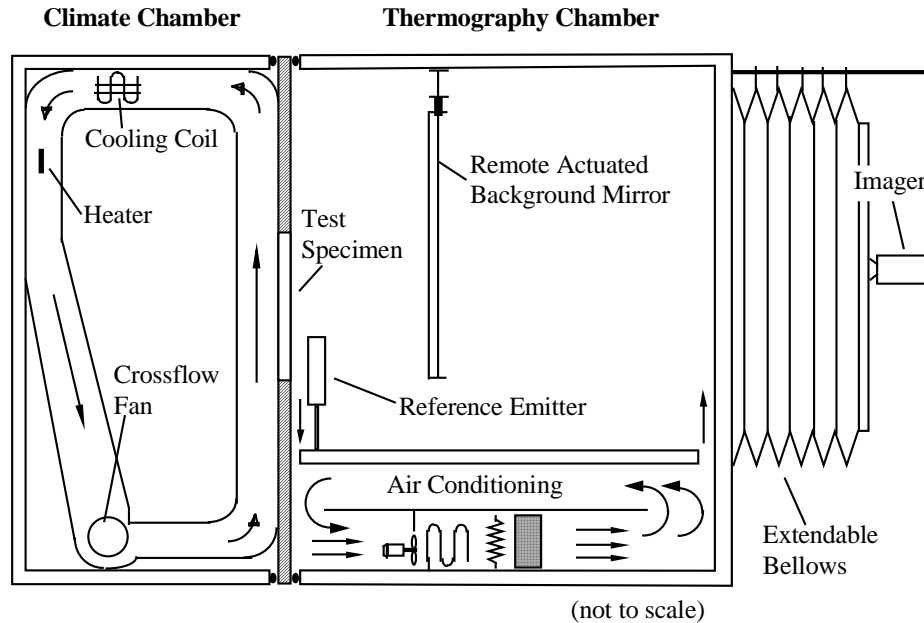 Climate Chamber
Thermography Chamber
Cooling Coil
Heater
Test
Specimen
Remote Actuated
Background Mirror
Imager
Crossflow
Fan
Reference Emitter
Air Conditioning
Extendable
Bellows
(not to scale)